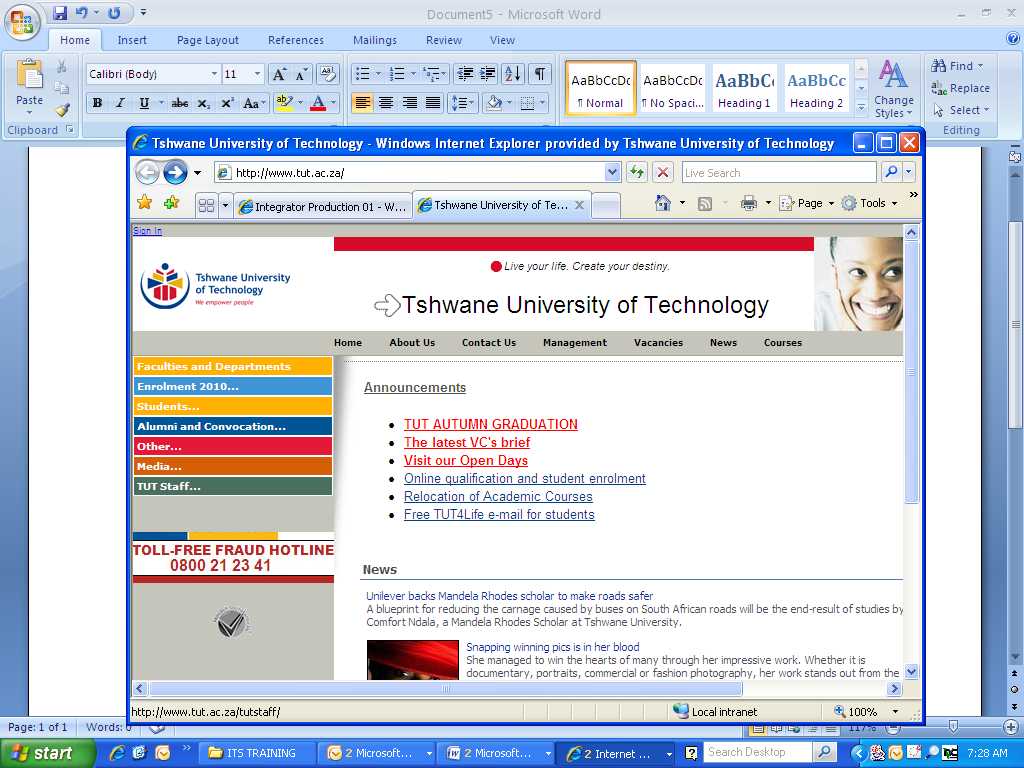 Document5 - Microsoft Word
Home Insert Page Layout References Mailings Review View
Paste
Clipboard
Calibri (Body) 11
B I U abc X₂ X² Aa
AaBbCcDc AaBbCcDc AaBbCc AaBbCc
¶ Normal ¶ No Spaci... Heading 1 Heading 2
Change Styles
Find
Replace
Select
Editing
Tshwane University of Technology - Windows Internet Explorer provided by Tshwane University of Technology
http://www.tut.ac.za/ Live Search
Integrator Production 01 - W... Tshwane University of Te... Page Tools
Sign In
Live your life. Create your destiny.
Tshwane University
of Technology
We empower people
Tshwane University
of Technology
Home About Us Contact Us Management Vacancies News Courses
Faculties and Departments
Enrolment 2010...
Students...
Alumni and Convocation...
Other...
Media...
TUT Staff...
TOLL-FREE FRAUD HOTLINE
0800 21 23 41
Announcements
TUT AUTUMN GRADUATION
The latest VC's brief
Visit our Open Days
Online qualification and student enrolment
Relocation of Academic Courses
Free TUT4Life e-mail for students
News
Unilever backs Mandela Rhodes scholar to make roads safer
A blueprint for reducing the carnage caused by buses on South African roads will be the end-result of studies by
Comfort Ndala, a Mandela Rhodes Scholar at Tshwane University.
Snapping winning pics is in her blood
She managed to win the hearts of many through her impressive work. Whether it is
documentary, portraits, commercial or fashion photography, her work stands out from the
http://www.tut.ac.za/tutstaff/ Local intranet 100%
Page: 1 of 1 Words: 0 117%
start ITS TRAINING 2 Microsoft... 2 Microsoft... 2 Internet ... Search Desktop 7:28 AM